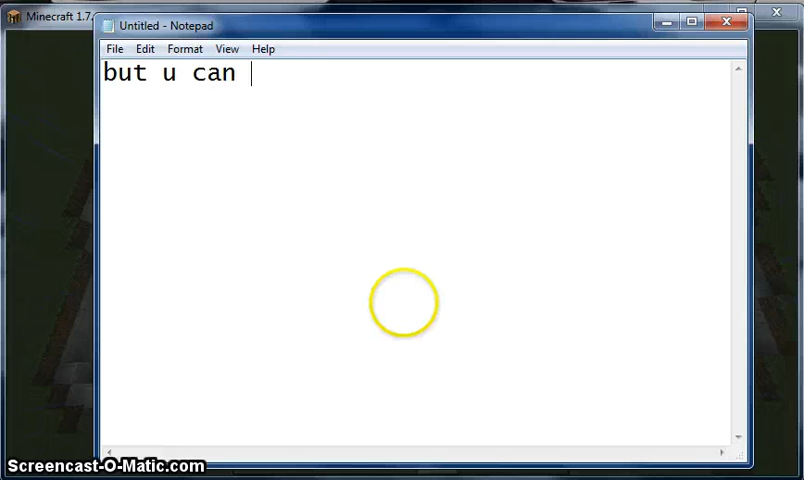 Minecraft 1.7.
Untitled - Notepad
File Edit Format View Help
but u can
Screencast-O-Matic.com